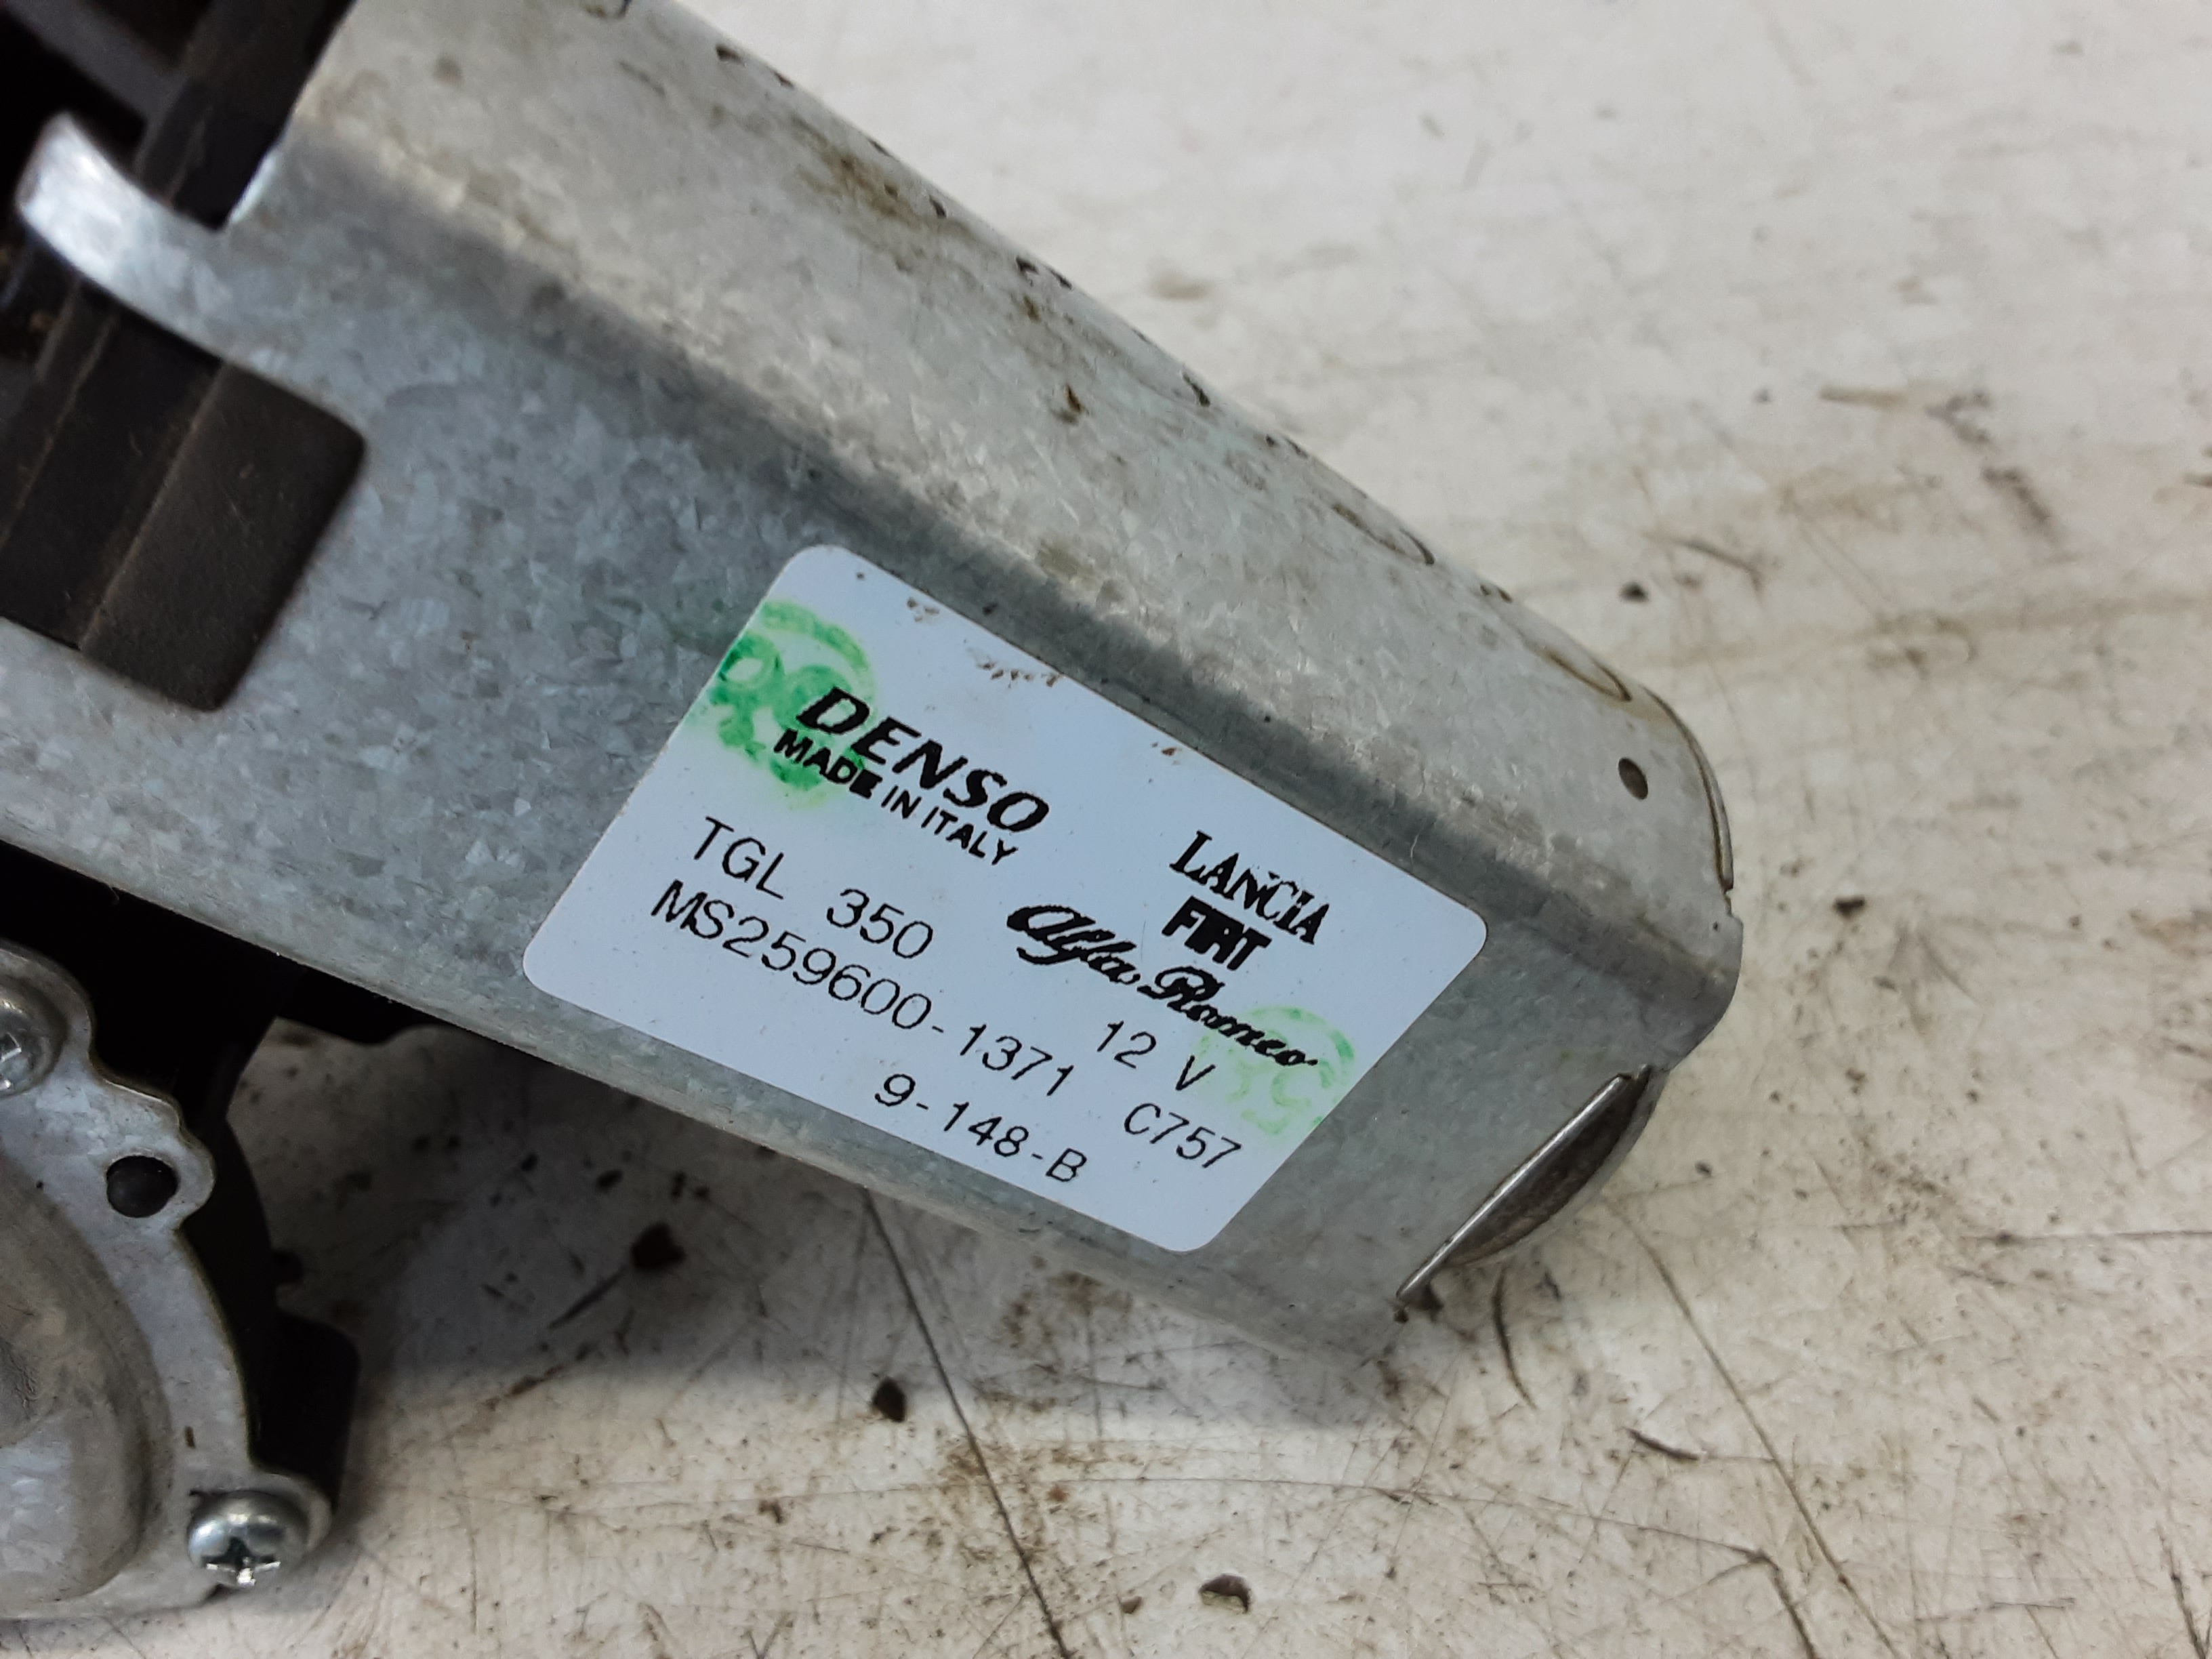 DENSO
MADE IN ITALY
LANCIA
FIAT
Alfa Romeo
TGL 350
12 V
MS259600-1371
C757
9-148-B